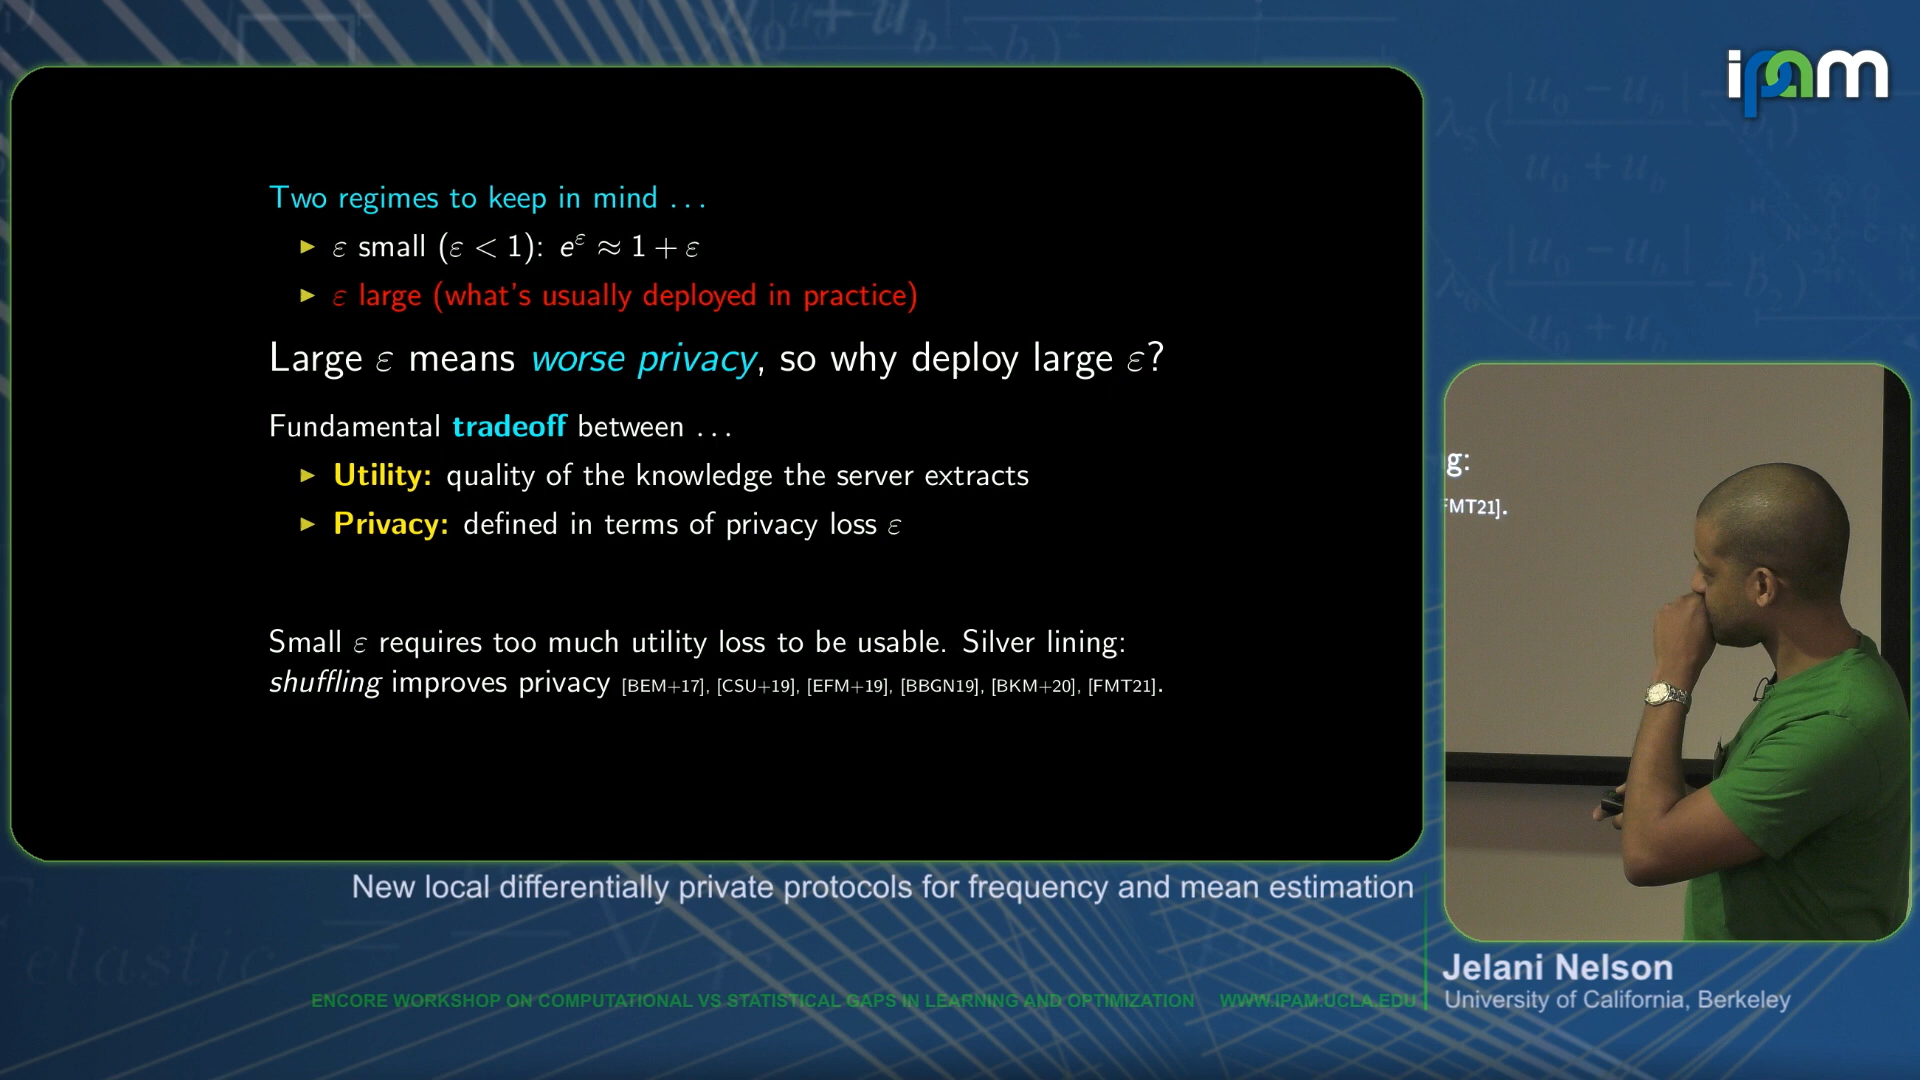 ipam
Two regimes to keep in mind ...
ε small (ε < 1): e^ε ≈ 1 + ε
ε large (what's usually deployed in practice)
Large ε means worse privacy, so why deploy large ε?
Fundamental tradeoff between ...
Utility: quality of the knowledge the server extracts
Privacy: defined in terms of privacy loss ε
Small ε requires too much utility loss to be usable. Silver lining:
shuffling improves privacy [BEM+17], [CSU+19], [EFM+19], [BBGN19], [BKM+20], [FMT21].
g:
FMT21].
New local differentially private protocols for frequency and mean estimation
Jelani Nelson
University of California, Berkeley
ENCORE WORKSHOP ON COMPUTATIONAL VS STATISTICAL GAPS IN LEARNING AND OPTIMIZATION WWW.IPAM.UCLA.EDU
elastic